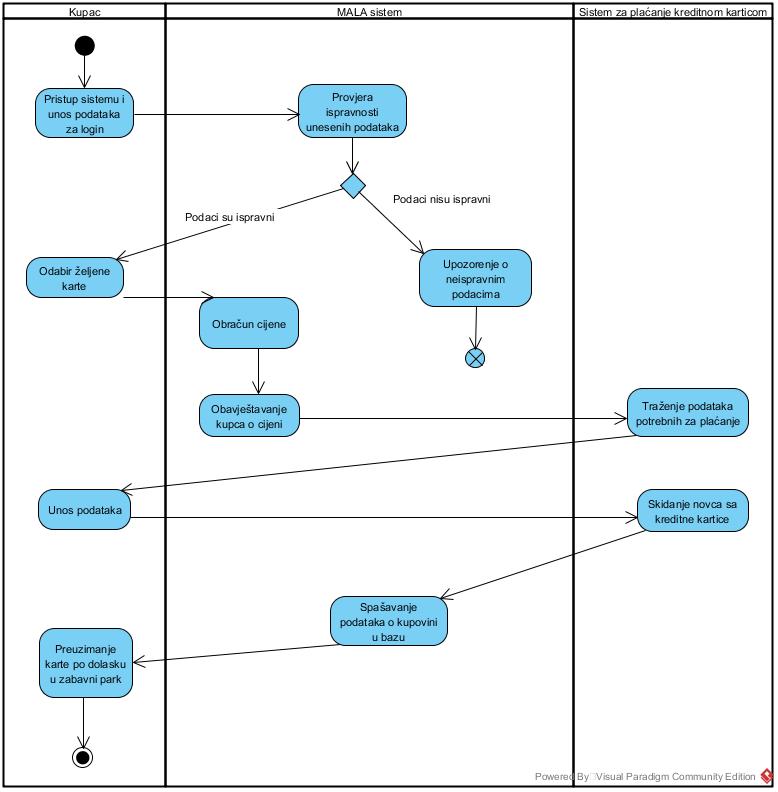 Kupac
MALA sistem
Sistem za plaćanje kreditnom karticom
Pristup sistemu i
unos podataka
za login
Provjera
ispravnosti
unesenih podataka
Podaci su ispravni
Podaci nisu ispravni
Odabir željene
karte
Upozorenje o
neispravnim
podacima
Obračun cijene
Obavještavanje
kupca o cijeni
Traženje podataka
potrebnih za plaćanje
Unos podataka
Skidanje novca sa
kreditne kartice
Spašavanje
podataka o kupovini
u bazu
Preuzimanje
karte po dolasku
u zabavni park
Powered By Visual Paradigm Community Edition